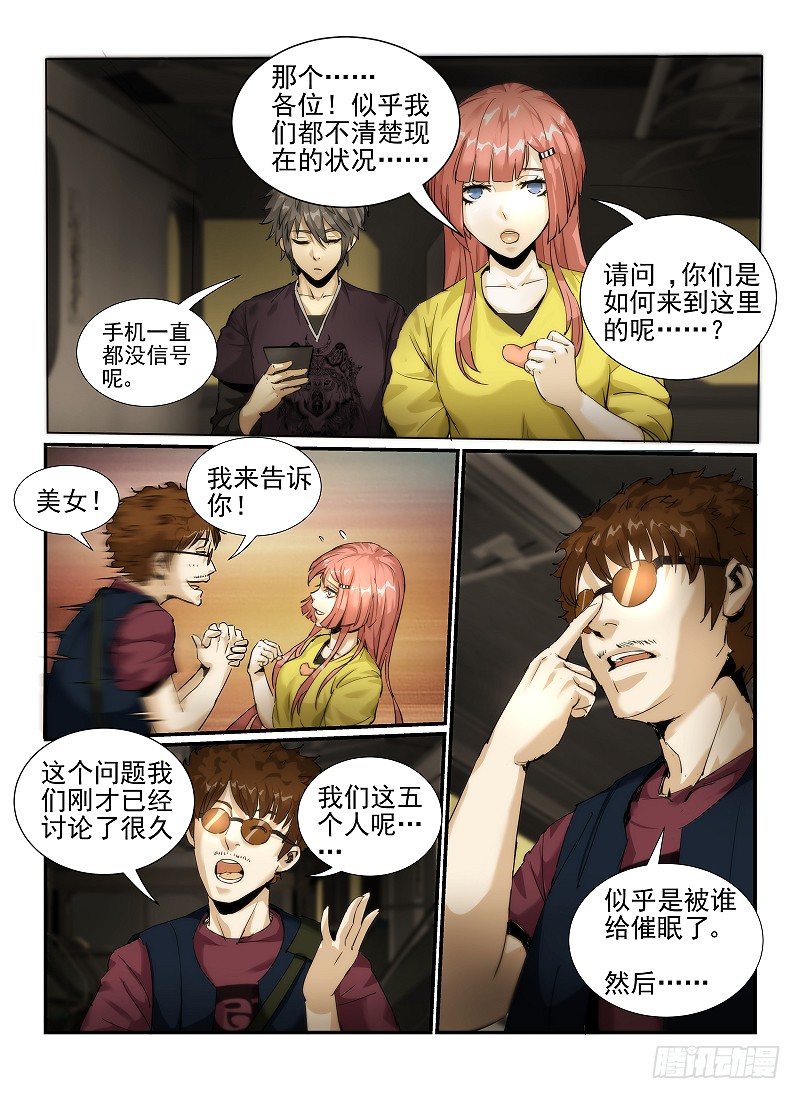 那个……
各位！似乎我
们都不清楚现
在的状况……
请问，你们是
如何来到这里
的呢……？
手机一直
都没信号
呢。
美女！
我来告诉
你！
这个问题我
们刚才已经
讨论了很久
我们这五
个人呢…
…
似乎是被谁
给催眠了。
然后……
腾讯动漫